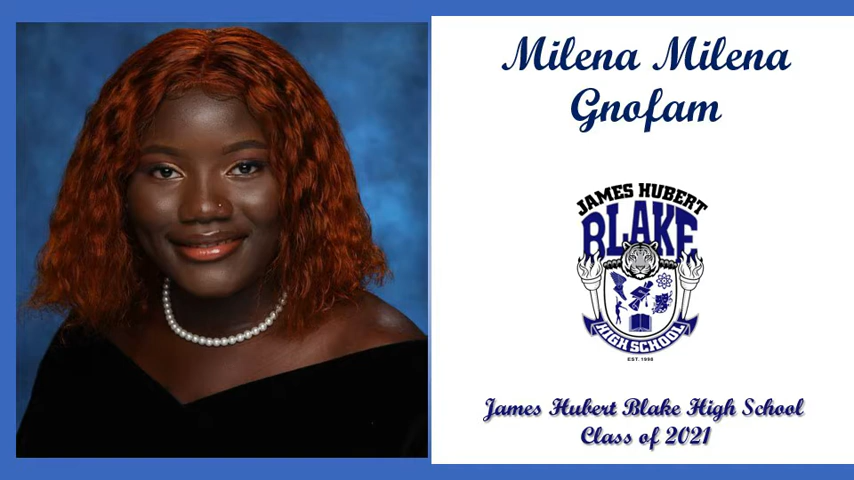 Milena Milena
Gnofam
JAMES HUBERT
BLAKE
HIGH SCHOOL
EST. 1998
James Hubert Blake High School
Class of 2021